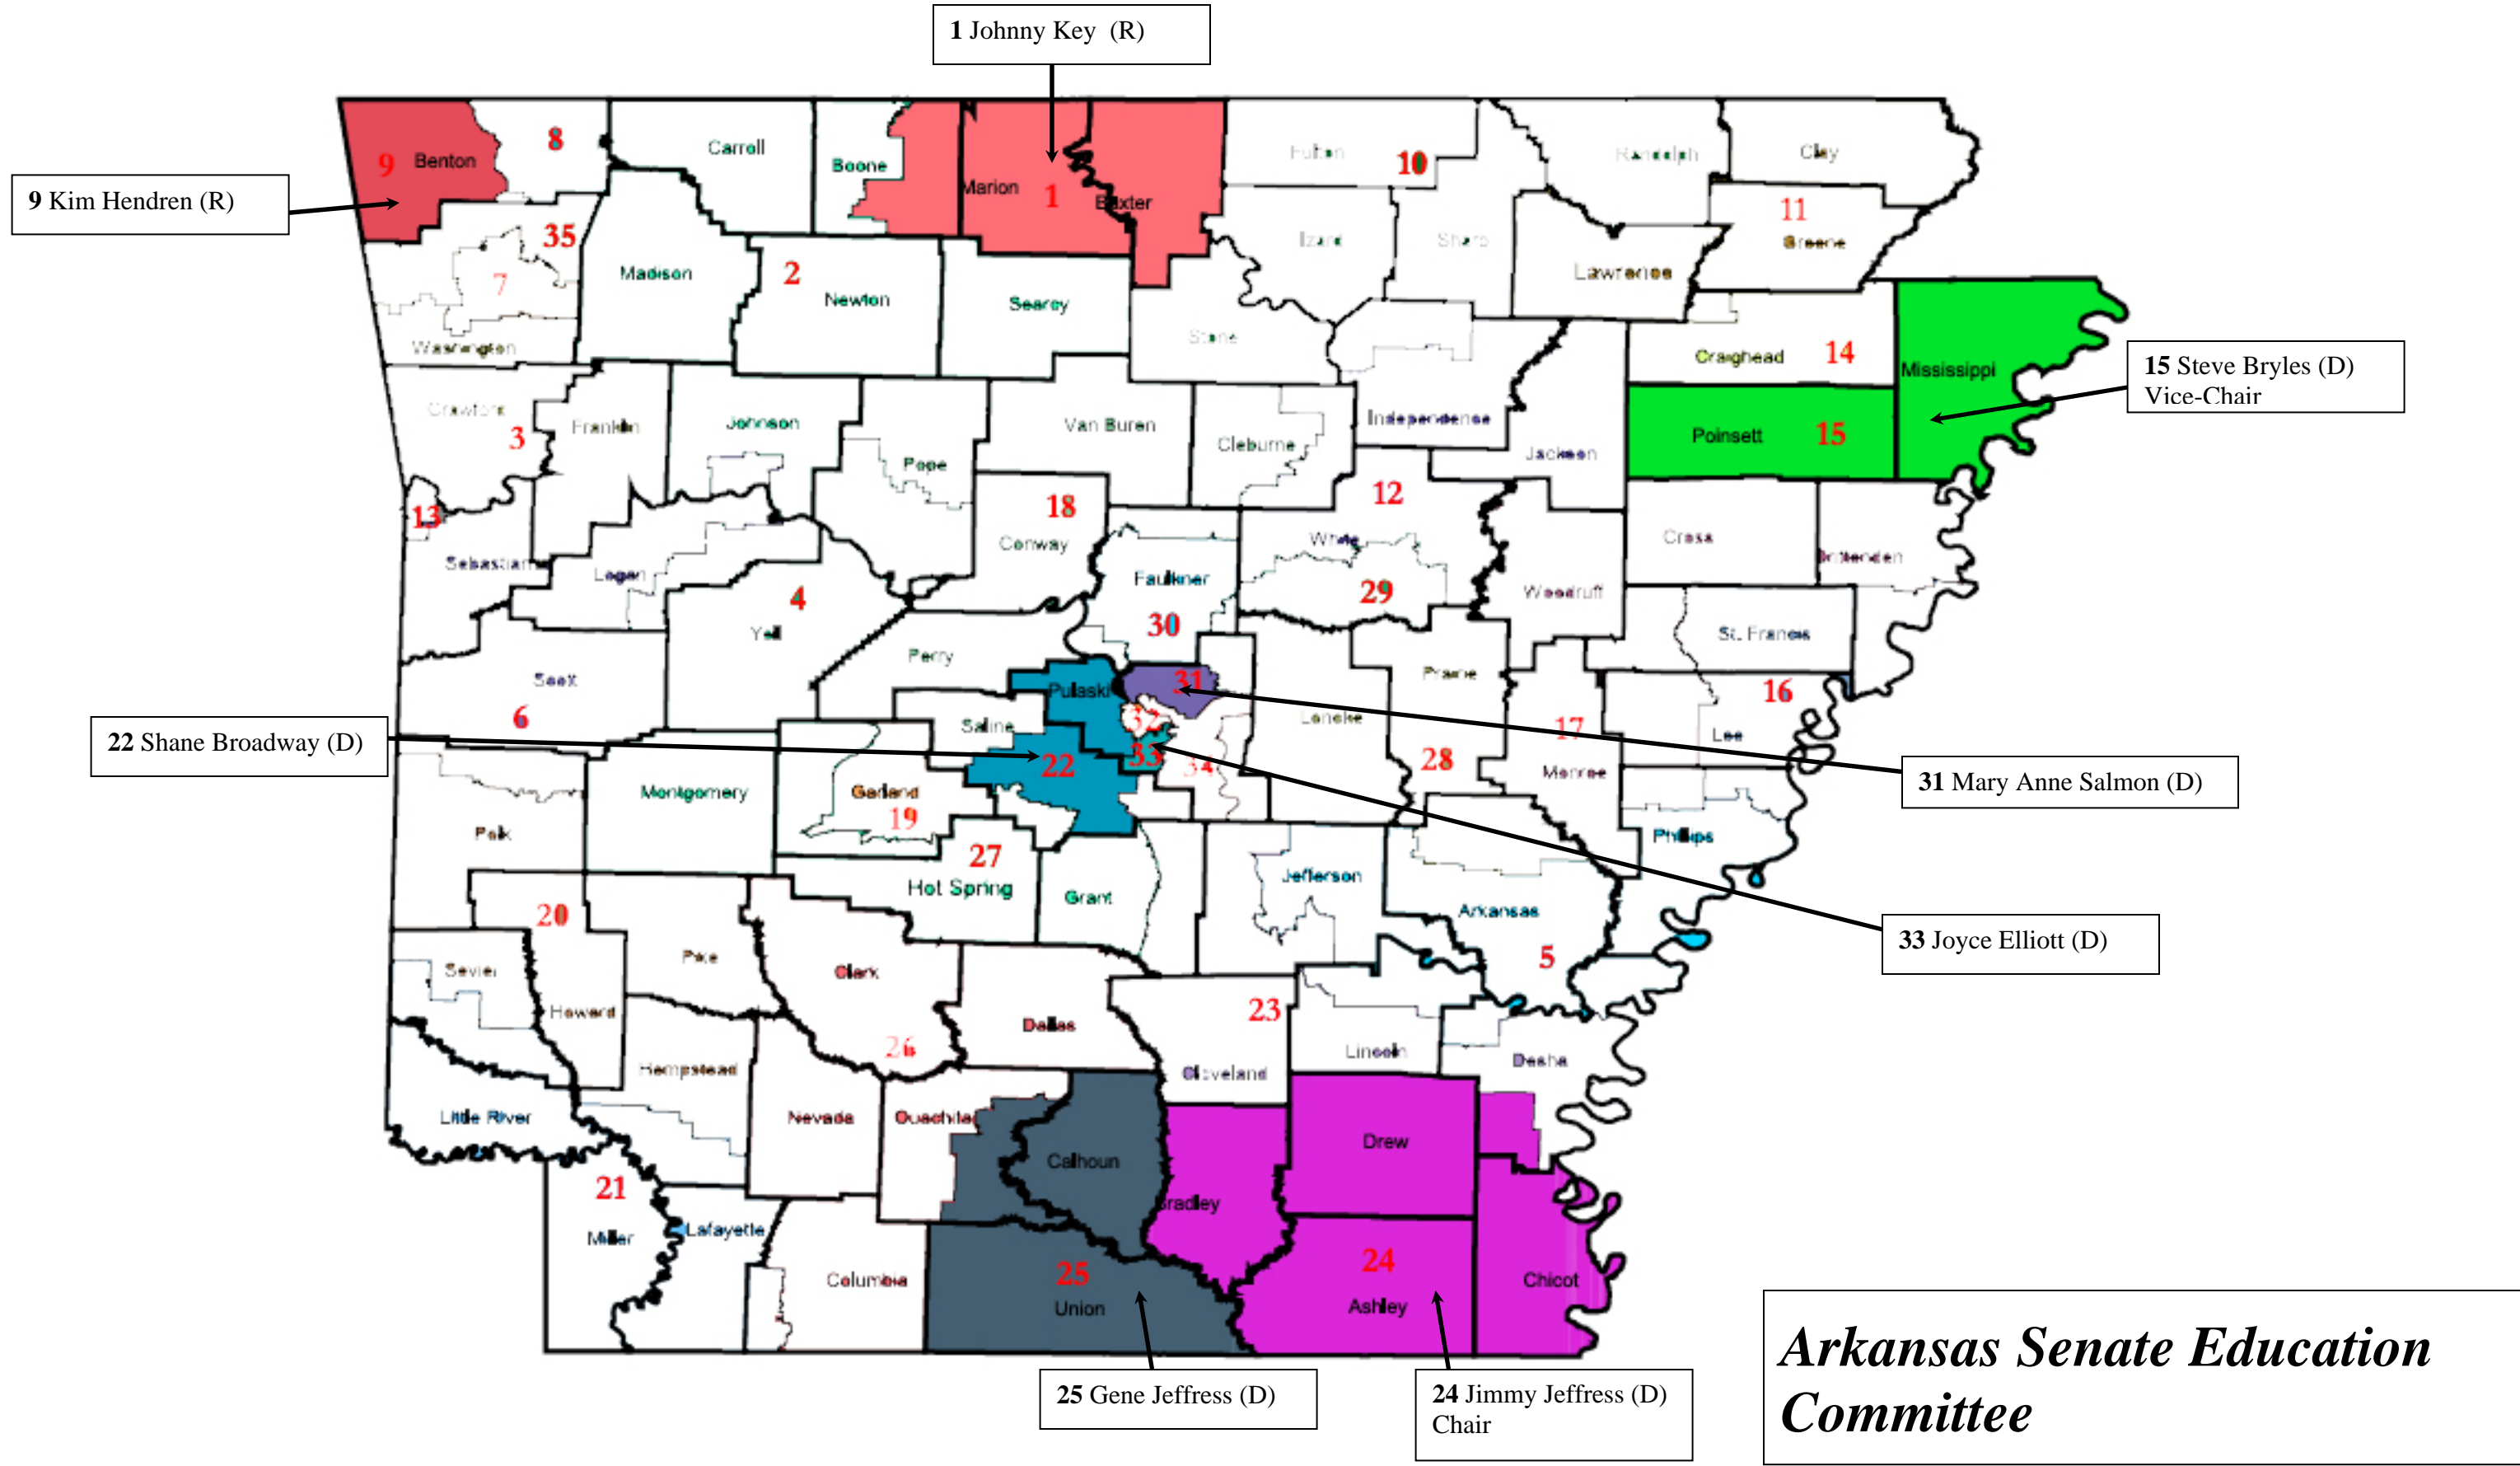 1 Johnny Key (R)
9 Kim Hendren (R)
9 Benton
8
Carroll
Boone
Marion
1
Baxter
Fulton
10
Randolph
Clay
11
Greene
35
7
Washington
Madison
2
Newton
Searcy
Stone
Izard
Sharp
Lawrence
Craighead 14
Mississippi
15 Steve Bryles (D)
Vice-Chair
Poinsett 15
Crawford
3
Franklin
Johnson
Pope
Van Buren
Cleburne
Independence
Jackson
13
Sebastian
Logan
18
Conway
12
White
29
Cross
Crittenden
Woodruff
4
Yell
Faulkner
30
Perry
St. Francis
Scott
6
Pulaski
31
32
Saline
33
34
22
Lonoke
Prairie
28
17
Monroe
16
Lee
Phillips
22 Shane Broadway (D)
31 Mary Anne Salmon (D)
33 Joyce Elliott (D)
Polk
Montgomery
Garland
19
27
Hot Spring
Grant
Jefferson
Arkansas
5
20
Pike
Clark
Sevier
Howard
26
Dallas
23
Cleveland
Lincoln
Desha
Hempstead
Little River
Nevada
Ouachita
Calhoun
Bradley
Drew
21
Miller
Lafayette
Columbia
25
Union
24
Ashley
Chicot
25 Gene Jeffress (D)
24 Jimmy Jeffress (D)
Chair
Arkansas Senate Education
Committee